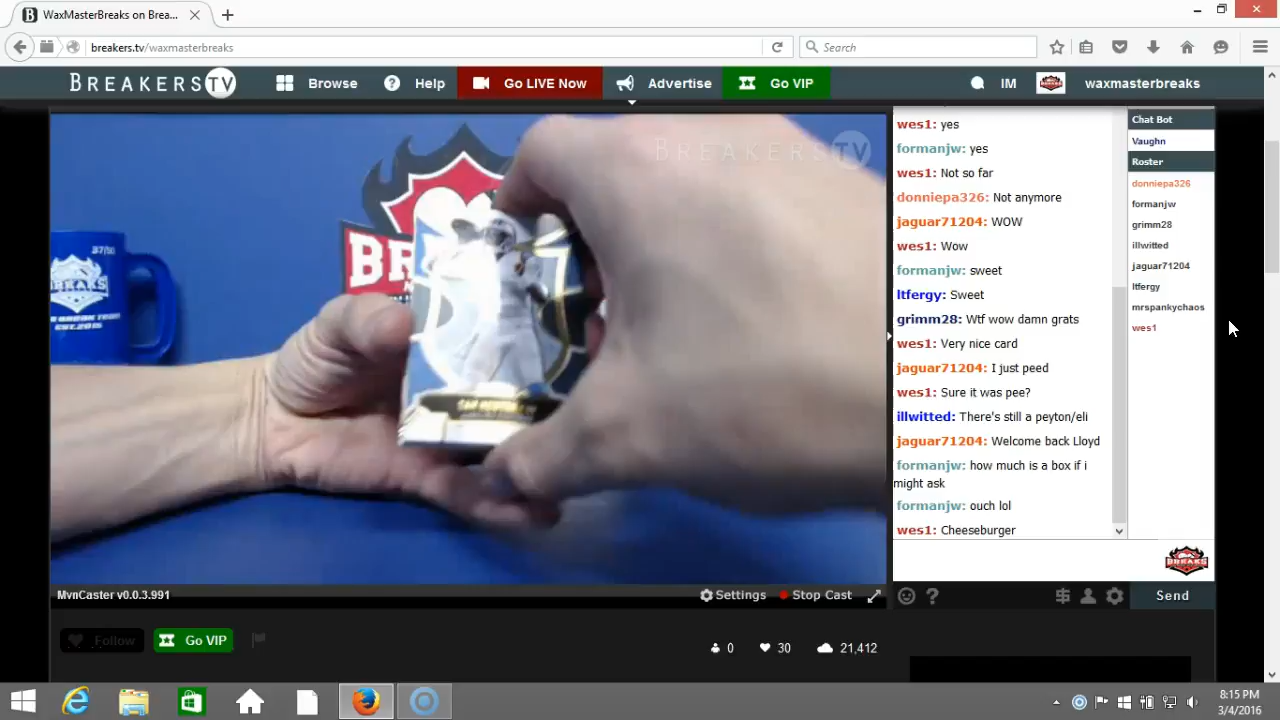 WaxMasterBreaks on Brea...
breakers.tv/waxmasterbreaks
Search
BREAKERSTV
Browse
Help
Go LIVE Now
Advertise
Go VIP
IM
waxmasterbreaks
BREAKERSTV
37/50
BR
wes1: yes
formanjw: yes
wes1: Not so far
donniepa326: Not anymore
jaguar71204: WOW
wes1: Wow
formanjw: sweet
ltfergy: Sweet
grimm28: Wtf wow damn grats
wes1: Very nice card
jaguar71204: I just peed
wes1: Sure it was pee?
illwitted: There's still a peyton/eli
jaguar71204: Welcome back Lloyd
formanjw: how much is a box if i
might ask
formanjw: ouch lol
wes1: Cheeseburger
Chat Bot
Vaughn
Roster
donniepa326
formanjw
grimm28
illwitted
jaguar71204
ltfergy
mrspankychaos
wes1
BREAKS
Send
MvnCaster v0.0.3.991
Settings
Stop Cast
Follow
Go VIP
0
30
21,412
8:15 PM
3/4/2016